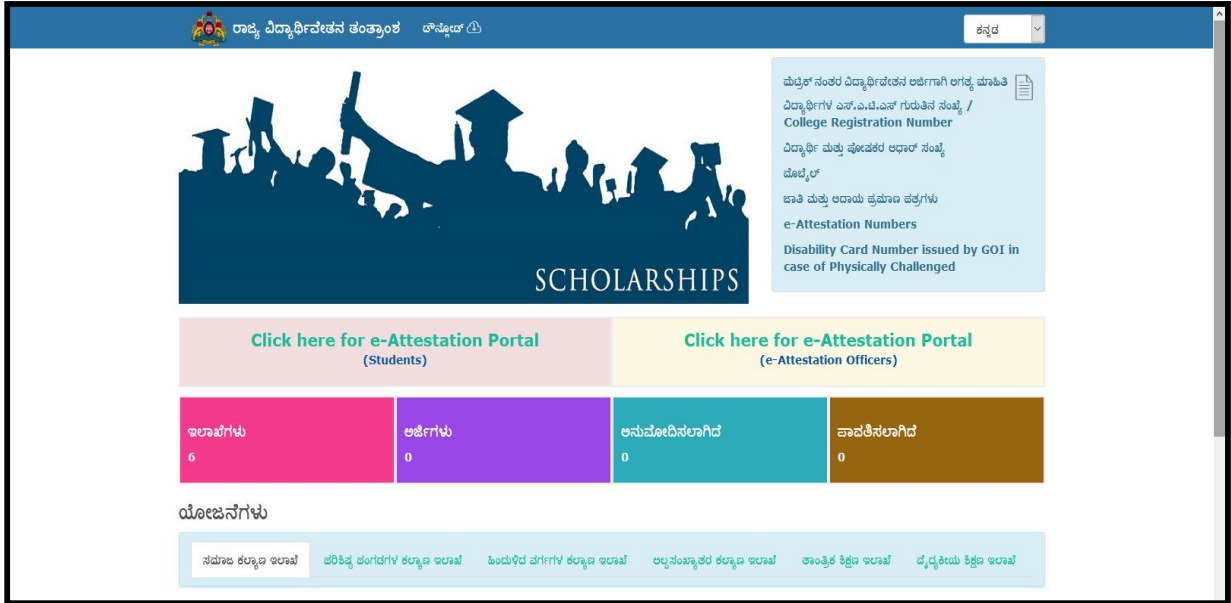 ರಾಜ್ಯ ವಿದ್ಯಾರ್ಥಿವೇತನ ತಂತ್ರಾಂಶ ಡೌನ್ಲೋಡ್
ಕನ್ನಡ
ಮೆಟ್ರಿಕ್ ನಂತರ ವಿದ್ಯಾರ್ಥಿವೇತನ ಅರ್ಜಿಗಾಗಿ ಅಗತ್ಯ ಮಾಹಿತಿ
ವಿದ್ಯಾರ್ಥಿಗಳ ಎಸ್.ಎ.ಟಿ.ಎಸ್ ಗುರುತಿನ ಸಂಖ್ಯೆ /
College Registration Number
ವಿದ್ಯಾರ್ಥಿ ಮತ್ತು ಪೋಷಕರ ಆಧಾರ್ ಸಂಖ್ಯೆ
ಮೊಬೈಲ್
ಜಾತಿ ಮತ್ತು ಆದಾಯ ಪ್ರಮಾಣ ಪತ್ರಗಳು
e-Attestation Numbers
Disability Card Number issued by GOI in
case of Physically Challenged
SCHOLARSHIPS
Click here for e-Attestation Portal
(Students)
Click here for e-Attestation Portal
(e-Attestation Officers)
ಇಲಾಖೆಗಳು
6
ಅರ್ಜಿಗಳು
0
ಅನುಮೋದಿಸಲಾಗಿದೆ
0
ಪಾವತಿಸಲಾಗಿದೆ
0
ಯೋಜನೆಗಳು
ಸಮಾಜ ಕಲ್ಯಾಣ ಇಲಾಖೆ ಪರಿಶಿಷ್ಟ ಪಂಗಡಗಳ ಕಲ್ಯಾಣ ಇಲಾಖೆ ಹಿಂದುಳಿದ ವರ್ಗಗಳ ಕಲ್ಯಾಣ ಇಲಾಖೆ ಅಲ್ಪಸಂಖ್ಯಾತರ ಕಲ್ಯಾಣ ಇಲಾಖೆ ತಾಂತ್ರಿಕ ಶಿಕ್ಷಣ ಇಲಾಖೆ ವೈದ್ಯಕೀಯ ಶಿಕ್ಷಣ ಇಲಾಖೆ